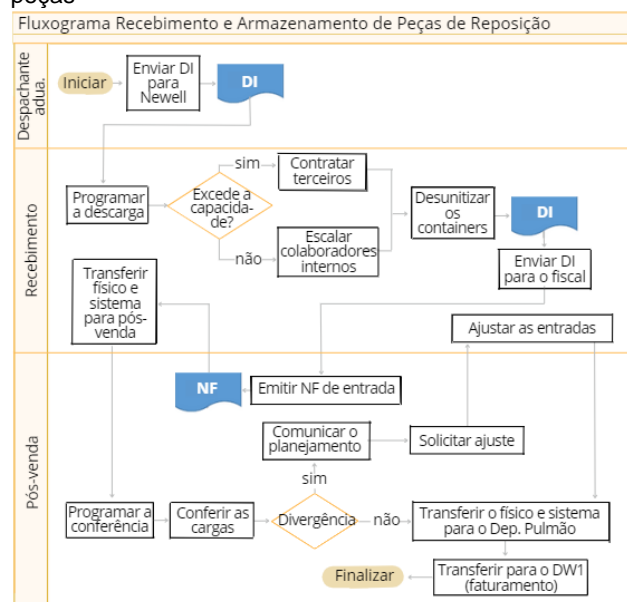 peças
Fluxograma Recebimento e Armazenamento de Peças de Reposição
Despachante
adua.
Iniciar
Enviar DI
para
Newell
DI
Recebimento
Programar
a descarga
Excede a
capacida-
de?
sim
Contratar
terceiros
não
Escalar
colaboradores
internos
Desunitizar
os
containers
DI
Enviar DI
para o fiscal
Transferir
físico e
sistema
para pós-
venda
Ajustar as entradas
Pós-venda
NF
Emitir NF de entrada
Comunicar o
planejamento
Solicitar ajuste
sim
Programar a
conferência
Conferir as
cargas
Divergência
não
Transferir o físico e sistema
para o Dep. Pulmão
Finalizar
Transferir para o DW1
(faturamento)